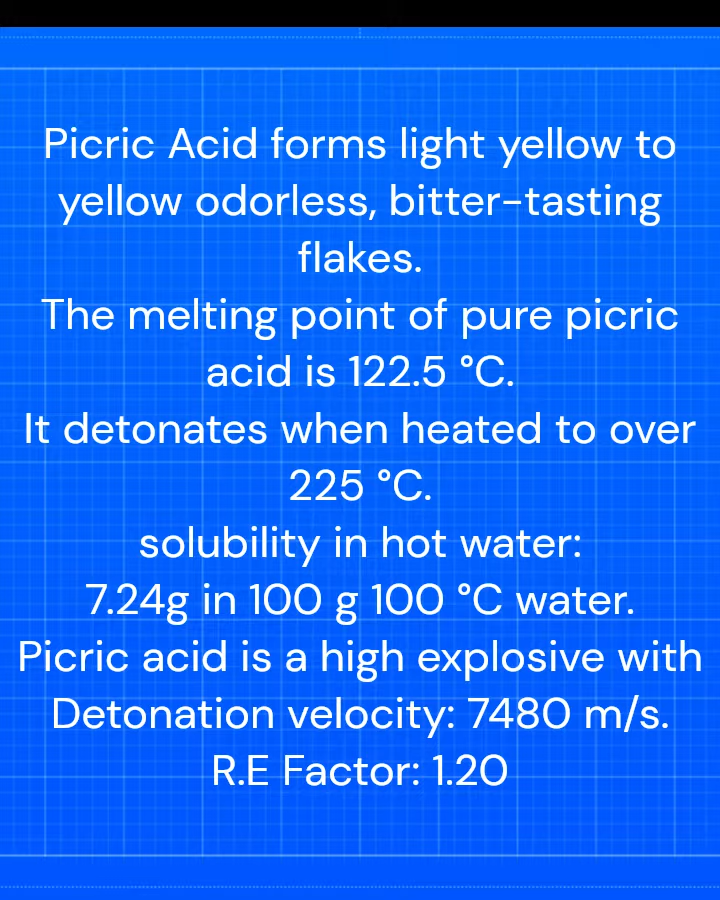 Picric Acid forms light yellow to
yellow odorless, bitter-tasting
flakes.
The melting point of pure picric
acid is 122.5 °C.
It detonates when heated to over
225 °C.
solubility in hot water:
7.24g in 100 g 100 °C water.
Picric acid is a high explosive with
Detonation velocity: 7480 m/s.
R.E Factor: 1.20